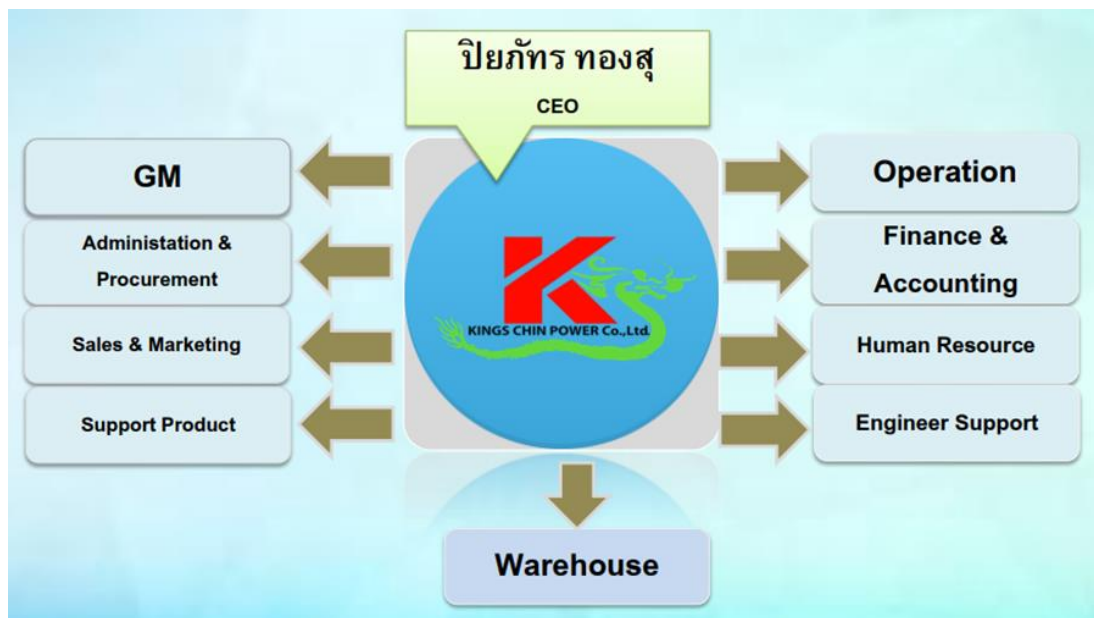 ปิยภัทร ทองสุ
CEO
GM
Administation &
Procurement
Sales & Marketing
Support Product
K
KINGS CHIN POWER Co.,Ltd.
Operation
Finance &
Accounting
Human Resource
Engineer Support
Warehouse